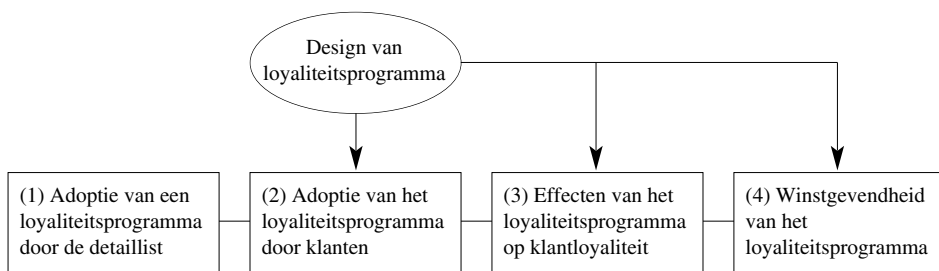 Design van
loyaliteitsprogramma
(1) Adoptie van een
loyaliteitsprogramma
door de detaillist
(2) Adoptie van het
loyaliteitsprogramma
door klanten
(3) Effecten van het
loyaliteitsprogramma
op klantloyaliteit
(4) Winstgevendheid
van het
loyaliteitsprogramma